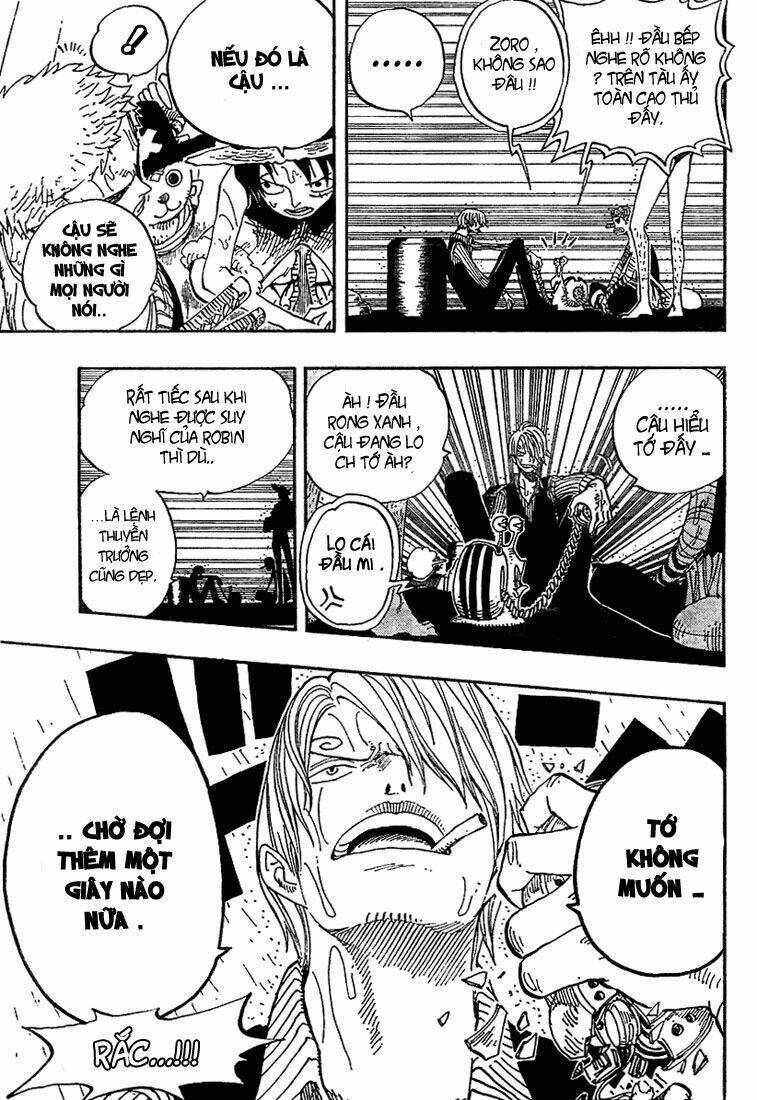 ÊHH !! ĐẦU BẾP
NGHE RÕ KHÔNG
? TRÊN TÀU ẤY
TOÀN CAO THỦ
ĐẤY.
ZORO ,
KHÔNG SAO
ĐÂU !!
.....
NẾU ĐÓ LÀ
CẬU ...
!
CẬU SẼ
KHÔNG NGHE
NHỮNG GÌ
MỌI NGƯỜI
NÓI..
.....
CÂU HIỂU
TỚ ĐẤY ...
ÀH ! ĐẦU
RONG XANH ,
CẬU ĐANG LO
CH TỚ ÀH?
LO CÁI
ĐẦU MI .
RẤT TIẾC SAU KHI
NGHE ĐƯỢC SUY
NGHĨ CỦA ROBIN
THÌ DÙ..
...LÀ LỆNH
THUYỀN
TRƯỞNG
CŨNG DẸP.
TỚ
KHÔNG
MUỐN ...
.. CHỜ ĐỢI
THÊM MỘT
GIÂY NÀO
NỮA .
RẮC...!!!